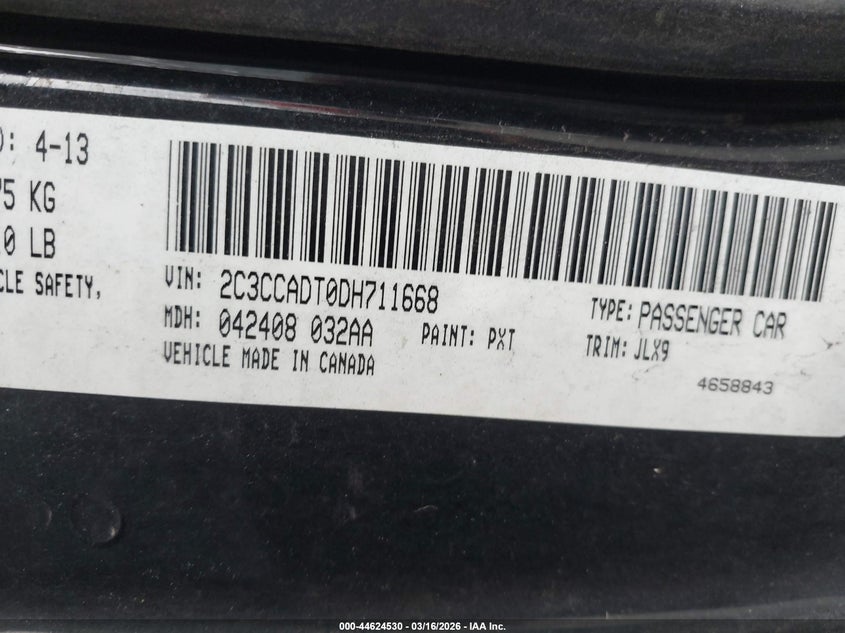 ): 4-13
75 KG
0 LB
CLE SAFETY,
VIN: 2C3CCADT0DH711668
TYPE: PASSENGER CAR
MDH: 042408 032AA PAINT: PXT
TRIM: JLX9
VEHICLE MADE IN CANADA
4658843
000-44624530 - 03/16/2026 - IAA Inc.